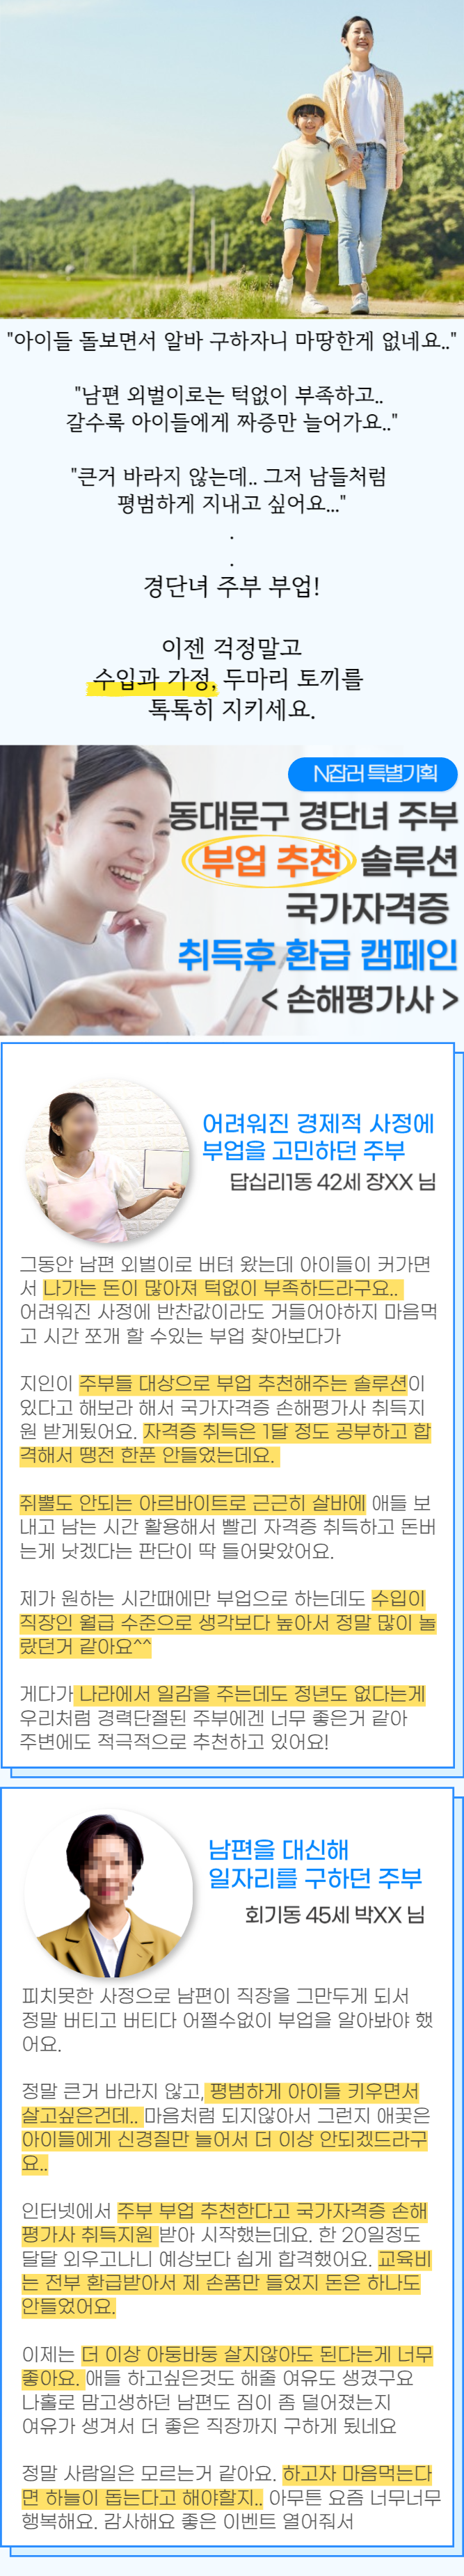 "아이들 돌보면서 알바 구하자니 마땅한게 없네요.."
"남편 외벌이로는 턱없이 부족하고..
갈수록 아이들에게 짜증만 늘어가요.."
"큰거 바라지 않는데.. 그저 남들처럼
평범하게 지내고 싶어요..."
.
.
경단녀 주부 부업!
이젠 걱정말고
수입과 가정, 두마리 토끼를
톡톡히 지키세요.
N잡러 특별기획
동대문구 경단녀 주부
부업 추천 솔루션
국가자격증
취득후 환급 캠페인
< 손해평가사 >
어려워진 경제적 사정에
부업을 고민하던 주부
답십리1동 42세 장XX 님
그동안 남편 외벌이로 버텨 왔는데 아이들이 커가면
서 나가는 돈이 많아져 턱없이 부족하드라구요..
어려워진 사정에 반찬값이라도 거들어야하지 마음먹
고 시간 쪼개 할 수있는 부업 찾아보다가
지인이 주부들 대상으로 부업 추천해주는 솔루션이
있다고 해보라 해서 국가자격증 손해평가사 취득지
원 받게됬어요. 자격증 취득은 1달 정도 공부하고 합
격해서 땡전 한푼 안들었는데요.
쥐뿔도 안되는 아르바이트로 근근히 살바에 애들 보
내고 남는 시간 활용해서 빨리 자격증 취득하고 돈버
는게 낫겠다는 판단이 딱 들어맞았어요.
제가 원하는 시간때에만 부업으로 하는데도 수입이
직장인 월급 수준으로 생각보다 높아서 정말 많이 놀
랐던거 같아요^^
게다가 나라에서 일감을 주는데도 정년도 없다는게
우리처럼 경력단절된 주부에겐 너무 좋은거 같아
주변에도 적극적으로 추천하고 있어요!
남편을 대신해
일자리를 구하던 주부
회기동 45세 박XX 님
피치못한 사정으로 남편이 직장을 그만두게 되서
정말 버티고 버티다 어쩔수없이 부업을 알아봐야 했
어요.
정말 큰거 바라지 않고, 평범하게 아이들 키우면서
살고싶은건데.. 마음처럼 되지않아서 그런지 애꿎은
아이들에게 신경질만 늘어서 더 이상 안되겠드라구
요..
인터넷에서 주부 부업 추천한다고 국가자격증 손해
평가사 취득지원 받아 시작했는데요. 한 20일정도
달달 외우고나니 예상보다 쉽게 합격했어요. 교육비
는 전부 환급받아서 제 손품만 들었지 돈은 하나도
안들었어요.
이제는 더 이상 아둥바둥 살지않아도 된다는게 너무
좋아요. 애들 하고싶은것도 해줄 여유도 생겼구요
나홀로 맘고생하던 남편도 짐이 좀 덜어졌는지
여유가 생겨서 더 좋은 직장까지 구하게 됬네요
정말 사람일은 모르는거 같아요. 하고자 마음먹는다
면 하늘이 돕는다고 해야할지.. 아무튼 요즘 너무너무
행복해요. 감사해요 좋은 이벤트 열어줘서